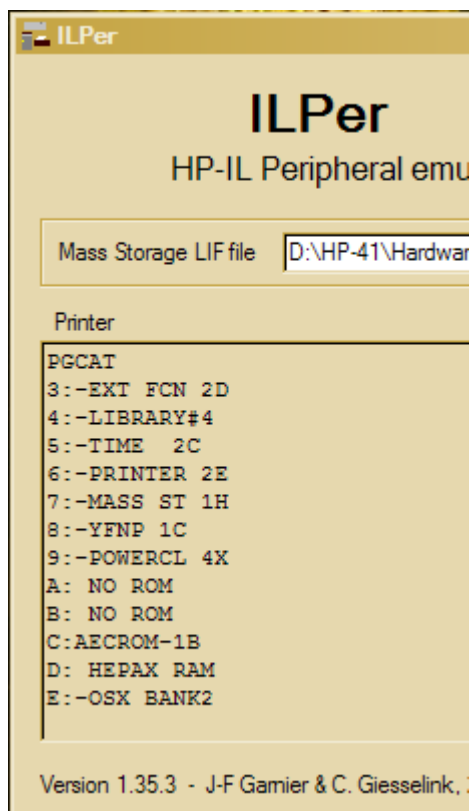 ILPer
ILPer
HP-IL Peripheral emu
Mass Storage LIF file D:\HP-41\Hardwar
Printer
PGCAT
3:-EXT FCN 2D
4:-LIBRARY#4
5:-TIME  2C
6:-PRINTER 2E
7:-MASS ST 1H
8:-YFNP 1C
9:-POWERCL 4X
A: NO ROM
B: NO ROM
C:AECROM-1B
D: HEPAX RAM
E:-OSX BANK2
Version 1.35.3 - J-F Garnier & C. Giesselink,